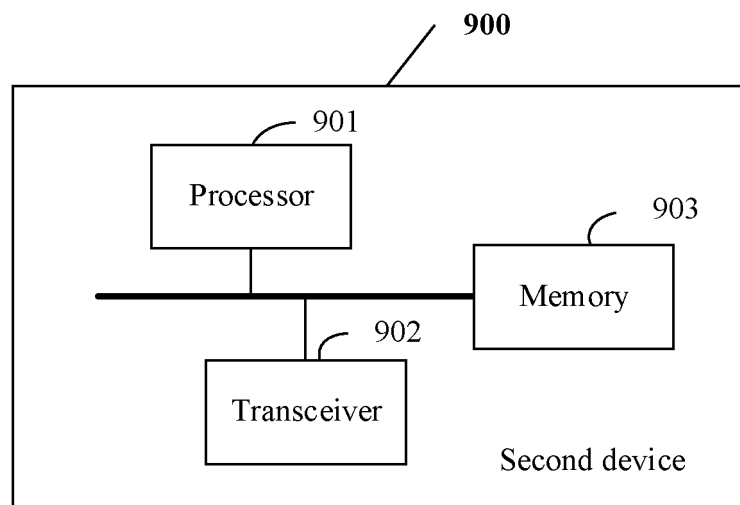 900
901
Processor
903
Memory
902
Transceiver
Second device